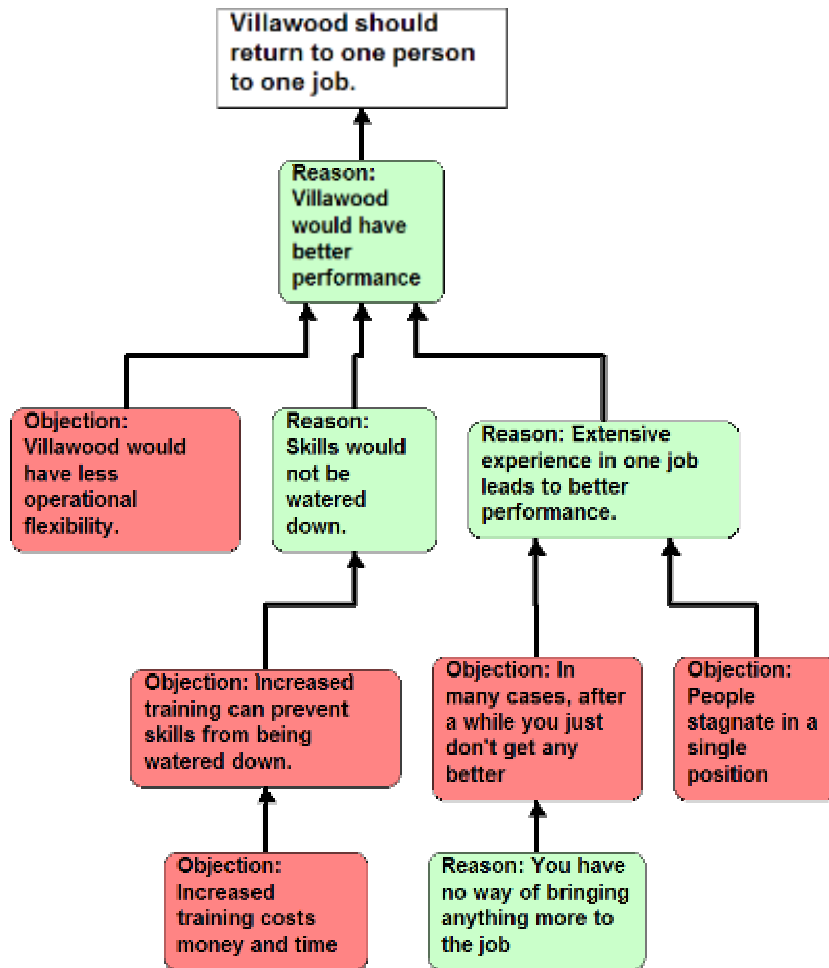 Villawood should
return to one person
to one job.
Reason:
Villawood
would have
better
performance
Objection:
Villawood would
have less
operational
flexibility.
Reason:
Skills would
not be
watered
down.
Reason: Extensive
experience in one job
leads to better
performance.
Objection: Increased
training can prevent
skills from being
watered down.
Objection: In
many cases, after
a while you just
don't get any
better
Objection:
People
stagnate in a
single
position
Objection:
Increased
training costs
money and time
Reason: You have
no way of bringing
anything more to
the job